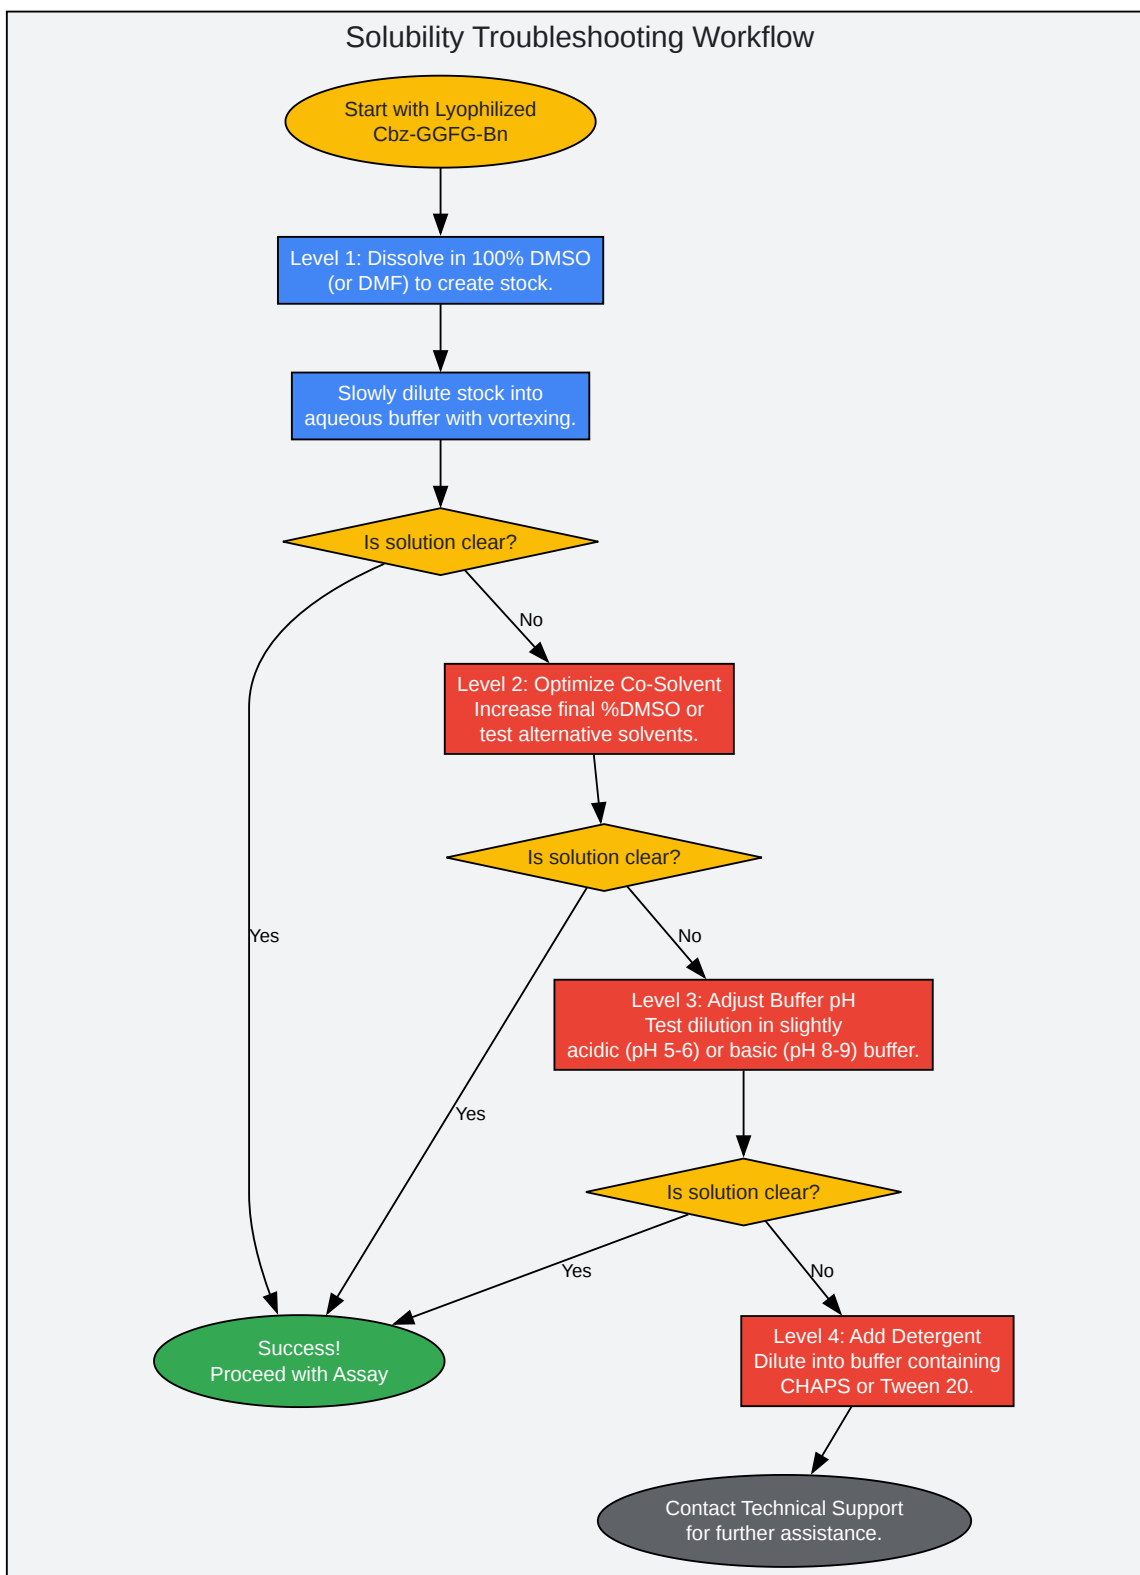 Solubility Troubleshooting Workflow
Start with Lyophilized
Cbz-GGFG-Bn
Level 1: Dissolve in 100% DMSO
(or DMF) to create stock.
Slowly dilute stock into
aqueous buffer with vortexing.
Is solution clear?
No
Level 2: Optimize Co-Solvent
Increase final %DMSO or
test alternative solvents.
Is solution clear?
Yes
No
Level 3: Adjust Buffer pH
Test dilution in slightly
acidic (pH 5-6) or basic (pH 8-9) buffer.
Yes
Is solution clear?
Yes
No
Success!
Proceed with Assay
Level 4: Add Detergent
Dilute into buffer containing
CHAPS or Tween 20.
Contact Technical Support
for further assistance.